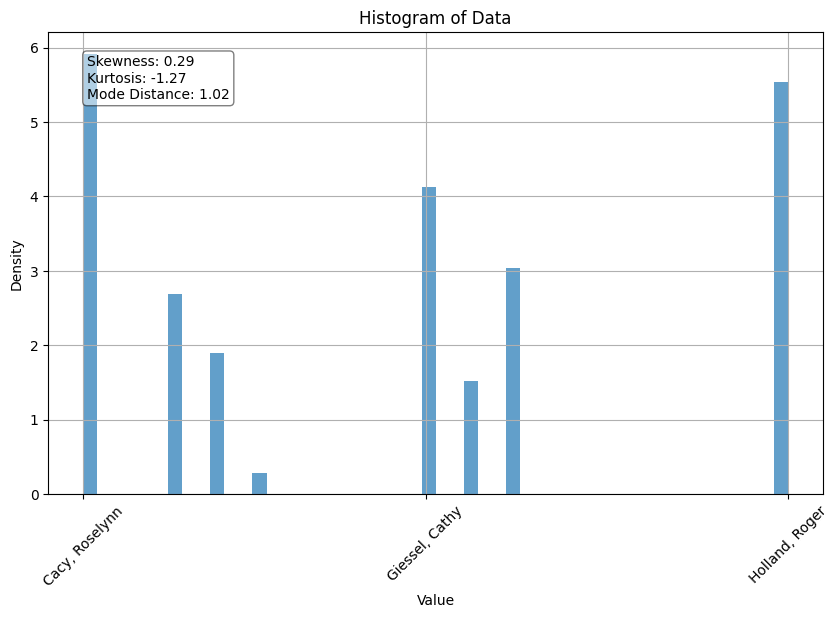 Histogram of Data
6
5
4
3
2
1
0
Density
Skewness: 0.29
Kurtosis: -1.27
Mode Distance: 1.02
Cacy, Roselynn
Giessel, Cathy
Holland, Roger
Value